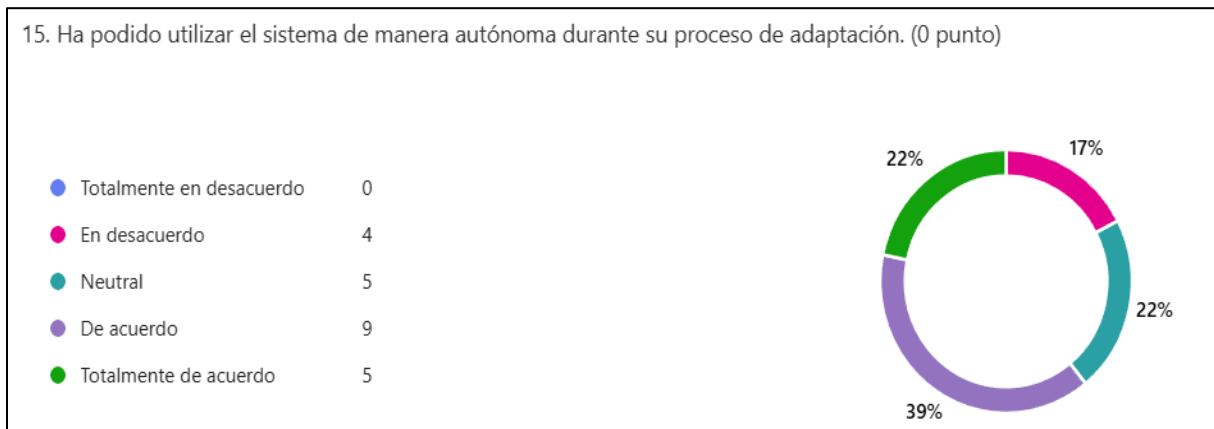 15. Ha podido utilizar el sistema de manera autónoma durante su proceso de adaptación. (0 punto)
Totalmente en desacuerdo 0
En desacuerdo 4
Neutral 5
De acuerdo 9
Totalmente de acuerdo 5
22%
17%
22%
39%